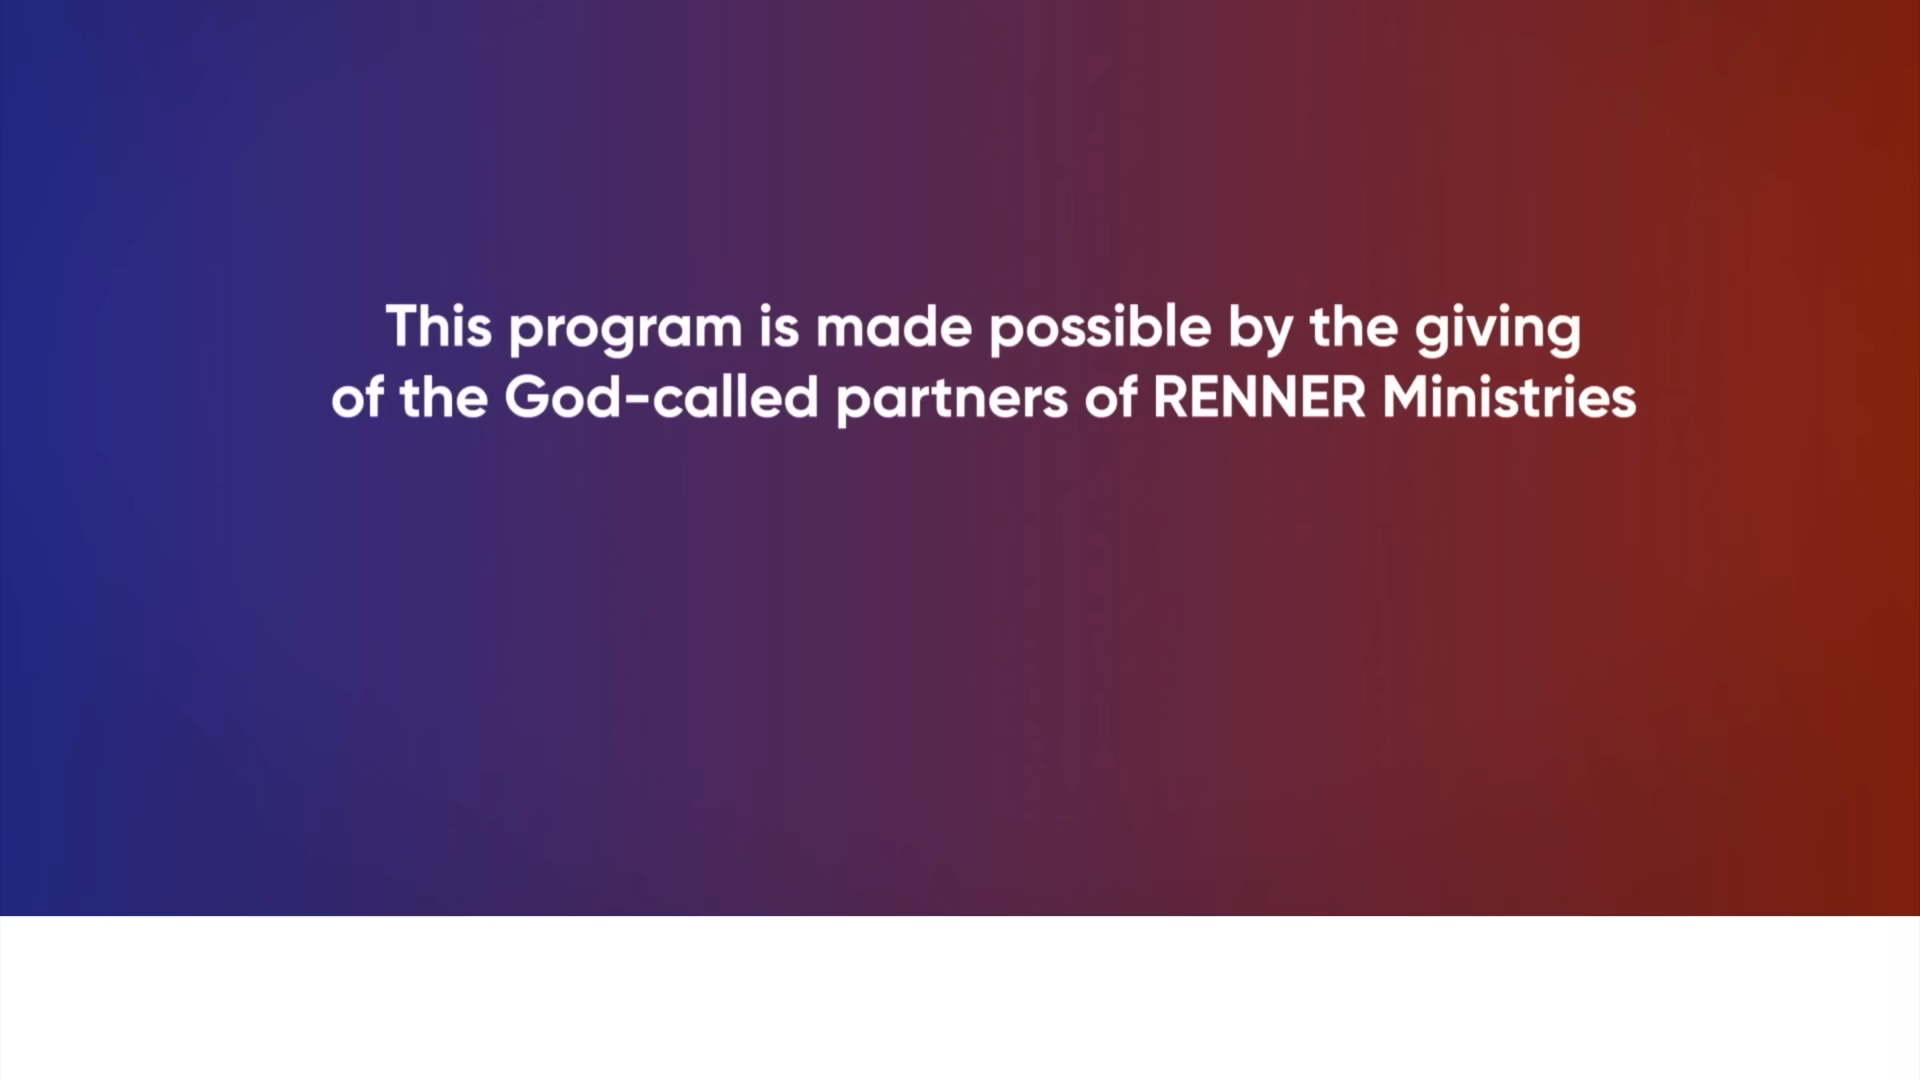 This program is made possible by the giving
of the God-called partners of RENNER Ministries